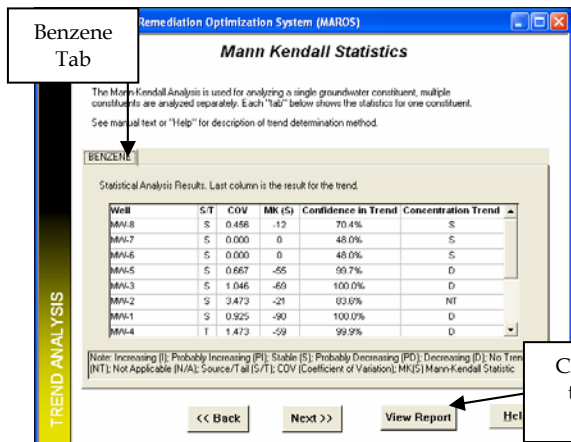 Remediation Optimization System (MAROS)
Benzene
Tab
Mann Kendall Statistics
The Mann-Kendall Analysis is used for analyzing a single groundwater constituent, multiple
constituents are analyzed separately. Each "tab" below shows the statistics for one constituent.
See manual text or "Help" for description of trend determination method.
BENZENE
Statistical Analysis Results. Last column is the result for the trend.
Well S/T COV MK (S) Confidence in Trend Concentration Trend
MW-8 S 0.456 -12 70.4% S
MW-7 S 0.000 0 48.0% S
MW-6 S 0.000 0 48.0% S
MW-5 S 0.667 -55 99.7% D
MW-3 S 1.046 -69 100.0% D
MW-2 S 3.473 -21 83.6% NT
MW-1 S 0.925 -90 100.0% D
MW-4 T 1.473 -59 99.9% D
Note: Increasing (I); Probably Increasing (PI); Stable (S); Probably Decreasing (PD); Decreasing (D); No Tren
(NT); Not Applicable (N/A); Source/Tail (S/T); COV (Coefficient of Variation); MK(S) Mann-Kendall Statistic
TREND ANALYSIS
<< Back Next >> View Report